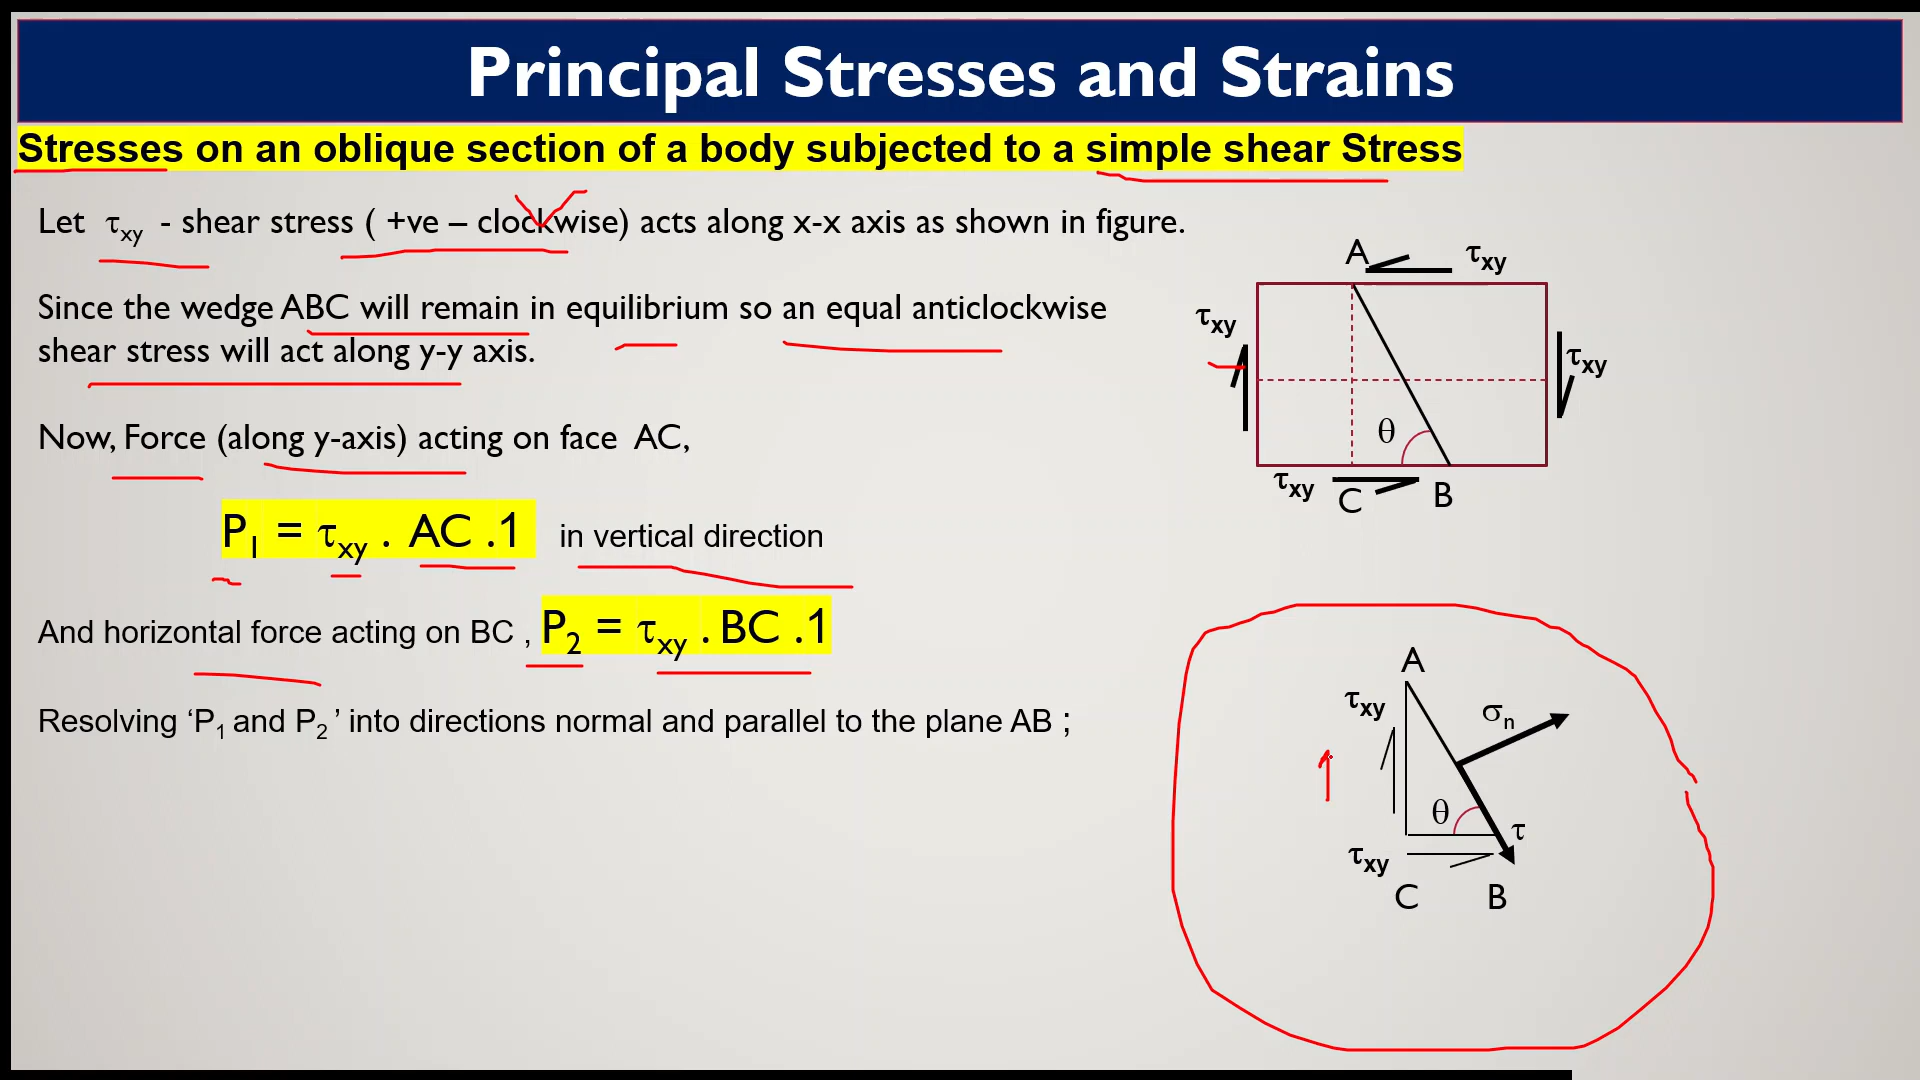 Principal Stresses and Strains
Stresses on an oblique section of a body subjected to a simple shear Stress
Let τxy - shear stress ( +ve – clockwise) acts along x-x axis as shown in figure.
Since the wedge ABC will remain in equilibrium so an equal anticlockwise
shear stress will act along y-y axis.
Now, Force (along y-axis) acting on face AC,
P1 = τxy . AC .1 in vertical direction
And horizontal force acting on BC , P2 = τxy . BC .1
Resolving ‘P1 and P2 ’ into directions normal and parallel to the plane AB ;
A τxy
τxy
τxy
θ
τxy C B
A
τxy σn
θ τ
τxy
C B